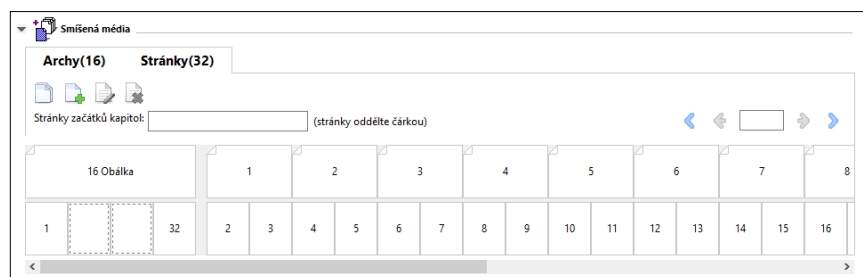 Smíšená média
Archy(16) Stránky(32)
Stránky začátků kapitol: (stránky oddělte čárkou)
16 Obálka 1 2 3 4 5 6 7 8
1 32 2 3 4 5 6 7 8 9 10 11 12 13 14 15 16